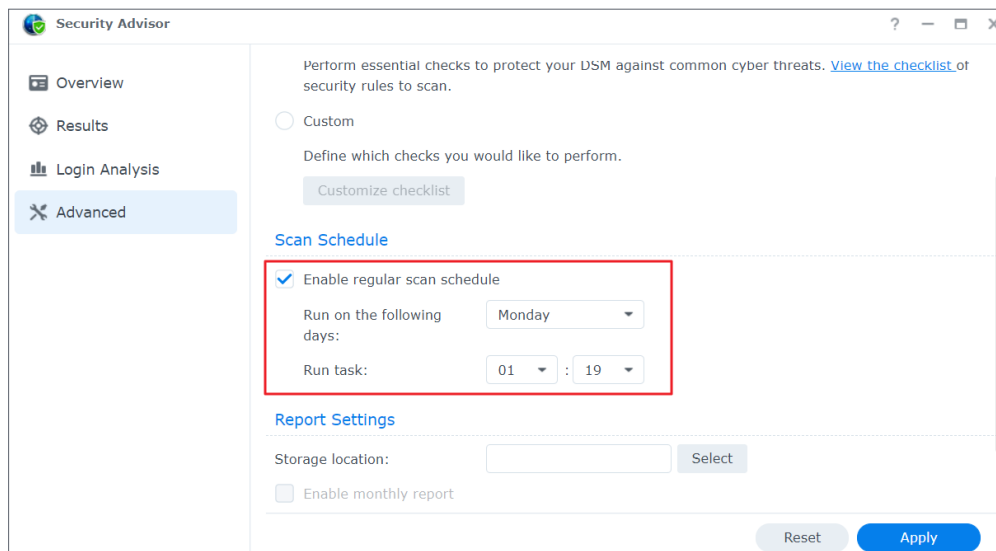 Security Advisor
?
Overview
Results
Login Analysis
Advanced
Perform essential checks to protect your DSM against common cyber threats. View the checklist of
security rules to scan.
Custom
Define which checks you would like to perform.
Customize checklist
Scan Schedule
Enable regular scan schedule
Run on the following
days:
Monday
Run task:
01 : 19
Report Settings
Storage location:
Select
Enable monthly report
Reset
Apply